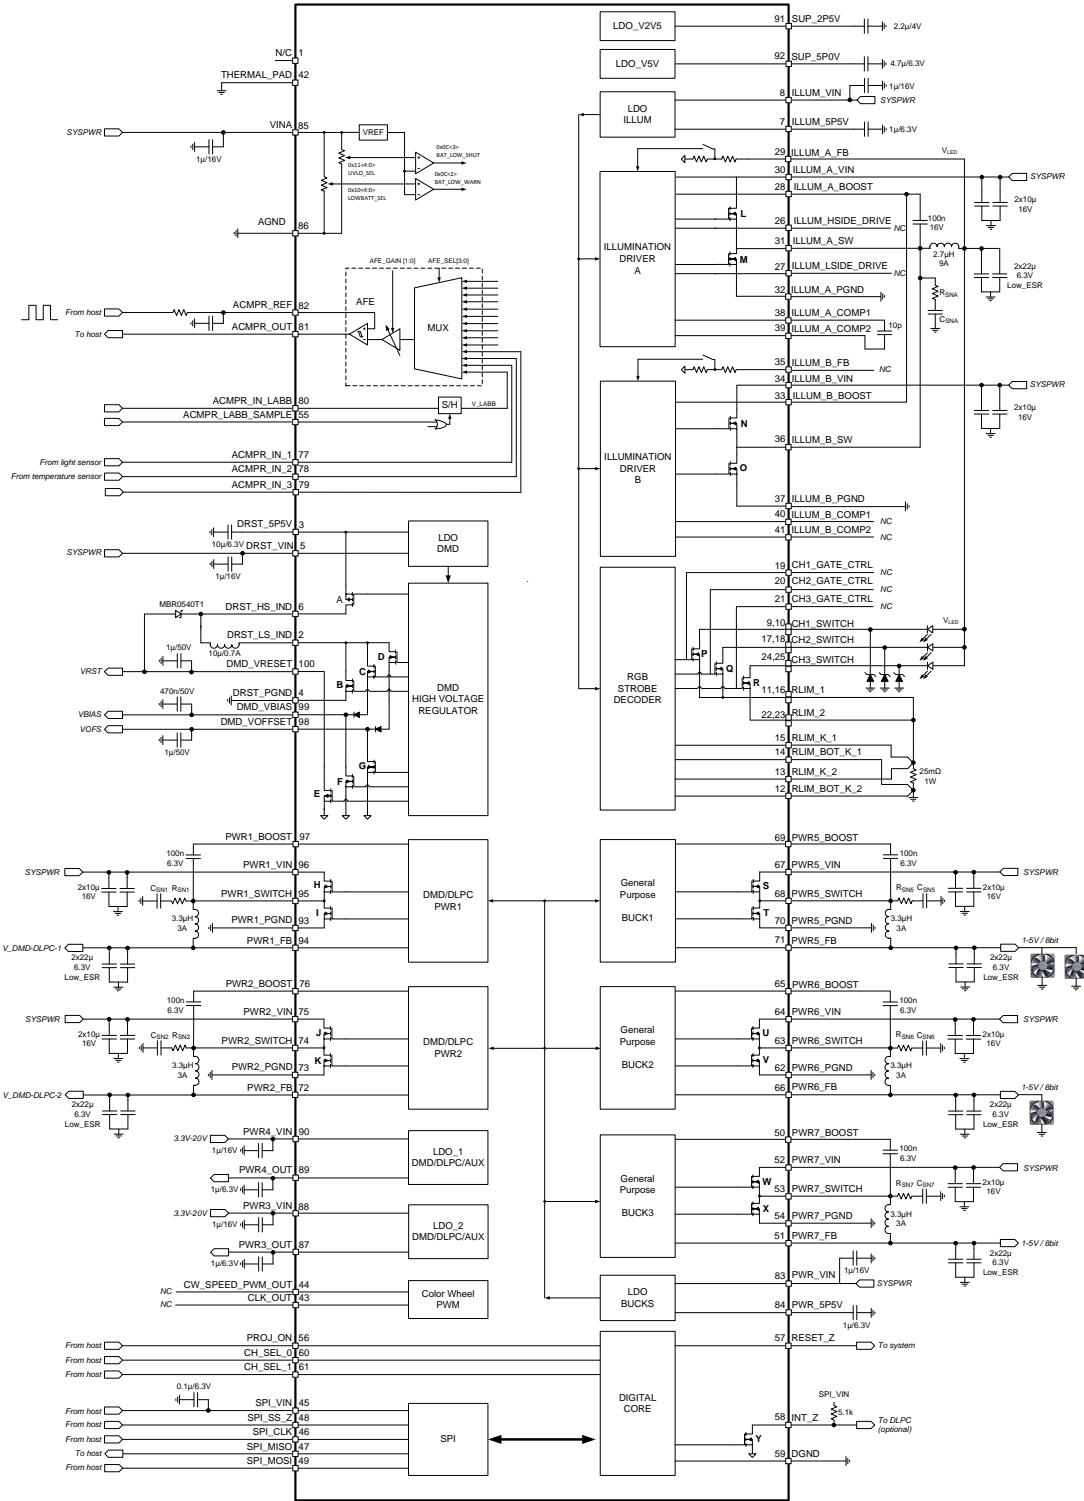 91 SUP_2P5V
LDO_V2V5
2.2µ/4V
N/C 1
92 SUP_5P0V
LDO_V5V
4.7µ/6.3V
THERMAL_PAD 42
1µ/16V
8 ILLUM_VIN
SYSPWR
LDO
ILLUM
7 ILLUM_5P5V
1µ/6.3V
SYSPWR
VINA 85
1µ/16V
VREF
0x0C<3>
BAT_LOW_SHUT
0x11<4:0>
UVLO_SEL
0x0C<2>
BAT_LOW_WARN
0x10<4:0>
LOWBATT_SEL
AGND
86
29 ILLUM_A_FB
VLED
30 ILLUM_A_VIN
SYSPWR
28 ILLUM_A_BOOST
2x10µ
16V
L
100n
16V
26 ILLUM_HSIDE_DRIVE
NC
ILLUMINATION
DRIVER
A
31 ILLUM_A_SW
2.7µH
9A
M
27 ILLUM_LSIDE_DRIVE
NC
2x22µ
6.3V
Low_ESR
32 ILLUM_A_PGND
RSNA
CSNA
38 ILLUM_A_COMP1
39 ILLUM_A_COMP2
10p
AFE_GAIN [1:0]
AFE_SEL[3:0]
AFE
MUX
From host
ACMPR_REF 82
To host
ACMPR_OUT 81
ACMPR_IN_LABB 80
S/H
V_LABB
ACMPR_LABB_SAMPLE 55
From light sensor
ACMPR_IN_1 77
From temperature sensor
ACMPR_IN_2 78
ACMPR_IN_3 79
35 ILLUM_B_FB
NC
34 ILLUM_B_VIN
SYSPWR
33 ILLUM_B_BOOST
2x10µ
16V
N
36 ILLUM_B_SW
ILLUMINATION
DRIVER
B
O
37 ILLUM_B_PGND
40 ILLUM_B_COMP1
NC
41 ILLUM_B_COMP2
NC
DRST_5P5V 3
10µ/6.3V
LDO
DMD
SYSPWR
DRST_VIN 5
1µ/16V
A
MBR0540T1
DRST_HS_IND 6
DRST_LS_IND 2
10µ/0.7A
1µ/50V
VRST
DMD_VRESET 100
D
C
B
470n/50V
DRST_PGND 4
VBIAS
DMD_VBIAS 99
VOFS
DMD_VOFFSET 98
1µ/50V
DMD
HIGH VOLTAGE
REGULATOR
G
F
E
19 CH1_GATE_CTRL
NC
20 CH2_GATE_CTRL
NC
21 CH3_GATE_CTRL
NC
9,10 CH1_SWITCH
VLED
17,18 CH2_SWITCH
24,25 CH3_SWITCH
P
Q
R
RGB
STROBE
DECODER
11,16 RLIM_1
22,23 RLIM_2
15 RLIM_K_1
14 RLIM_BOT_K_1
13 RLIM_K_2
25mΩ
1W
12 RLIM_BOT_K_2
PWR1_BOOST 97
100n
6.3V
SYSPWR
PWR1_VIN 96
2x10µ
16V
H
CSN1 RSN1
PWR1_SWITCH 95
I
3.3µH
3A
PWR1_PGND 93
V_DMD-DLPC-1
PWR1_FB 94
2x22µ
6.3V
Low_ESR
DMD/DLPC
PWR1
69 PWR5_BOOST
100n
6.3V
67 PWR5_VIN
SYSPWR
General
Purpose
BUCK1
S
68 PWR5_SWITCH
RSN5 CSN5
2x10µ
16V
T
70 PWR5_PGND
3.3µH
3A
71 PWR5_FB
1-5V / 8bit
2x22µ
6.3V
Low_ESR
PWR2_BOOST 76
100n
6.3V
SYSPWR
PWR2_VIN 75
2x10µ
16V
J
CSN2 RSN2
PWR2_SWITCH 74
K
3.3µH
3A
PWR2_PGND 73
V_DMD-DLPC-2
PWR2_FB 72
2x22µ
6.3V
Low_ESR
DMD/DLPC
PWR2
65 PWR6_BOOST
100n
6.3V
64 PWR6_VIN
SYSPWR
General
Purpose
BUCK2
U
63 PWR6_SWITCH
RSN6 CSN6
2x10µ
16V
V
62 PWR6_PGND
3.3µH
3A
66 PWR6_FB
1-5V / 8bit
2x22µ
6.3V
Low_ESR
3.3V-20V
PWR4_VIN 90
1µ/16V
LDO_1
DMD/DLPC/AUX
PWR4_OUT 89
1µ/6.3V
3.3V-20V
PWR3_VIN 88
1µ/16V
LDO_2
DMD/DLPC/AUX
PWR3_OUT 87
1µ/6.3V
50 PWR7_BOOST
100n
6.3V
52 PWR7_VIN
SYSPWR
General
Purpose
BUCK3
W
53 PWR7_SWITCH
RSN7 CSN7
2x10µ
16V
X
54 PWR7_PGND
3.3µH
3A
51 PWR7_FB
1-5V / 8bit
2x22µ
6.3V
Low_ESR
1µ/16V
NC
CW_SPEED_PWM_OUT 44
NC
CLK_OUT 43
Color Wheel
PWM
LDO
BUCKS
83 PWR_VIN
SYSPWR
84 PWR_5P5V
1µ/6.3V
From host
PROJ_ON 56
From host
CH_SEL_0 60
From host
CH_SEL_1 61
57 RESET_Z
To system
DIGITAL
CORE
0.1µ/6.3V
From host
SPI_VIN 45
From host
SPI_SS_Z 48
From host
SPI_CLK 46
To host
SPI_MISO 47
From host
SPI_MOSI 49
SPI
SPI_VIN
5.1k
58 INT_Z
To DLPC
(optional)
Y
59 DGND